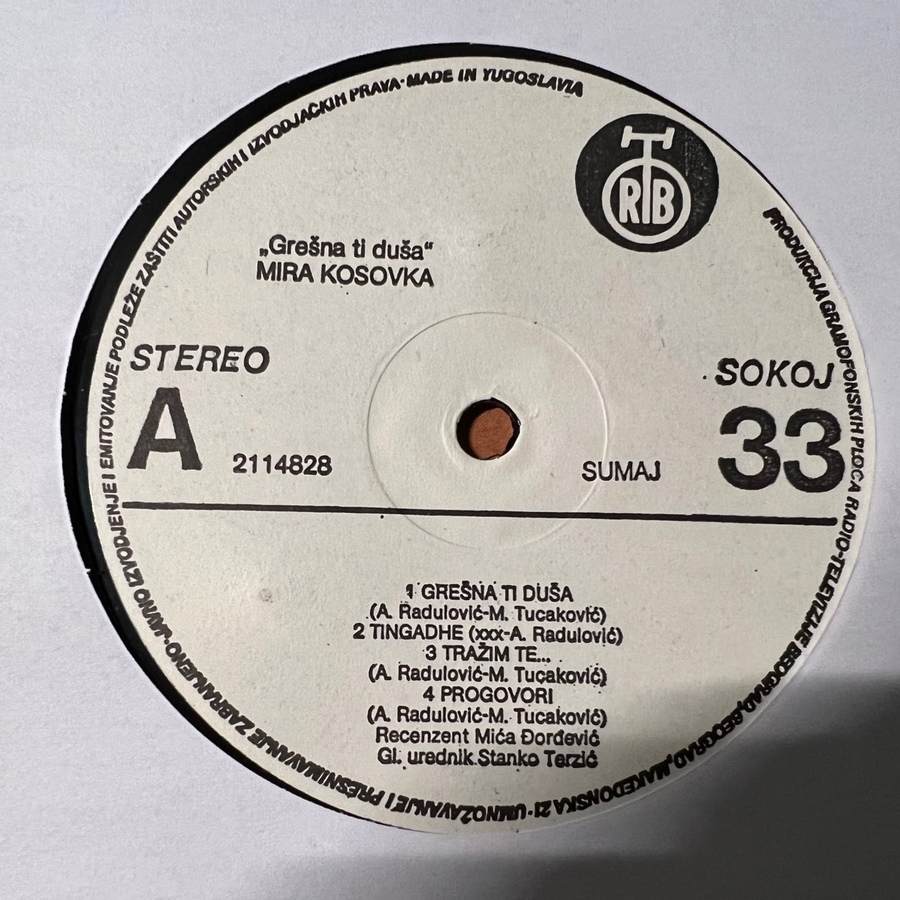 PRODUKCIJA GRAMOFONSKIH PLOČA RADIO-TELEVIZIJE BEOGRAD, BEOGRAD, MAKEDONSKA 21 · UMNOŽAVANJE I PRESNIMAVANJE ZABRANJENO · JAVNO IZVODJENJE I EMITOVANJE PODLEŽE ZAŠTITI AUTORSKIH I IZVODJAČKIH PRAVA · MADE IN YUGOSLAVIA
RTB
„Grešna ti duša“
MIRA KOSOVKA
STEREO
SOKOJ
A
33
2114828
SUMAJ
1 GREŠNA TI DUŠA
(A. Radulović-M. Tucaković)
2 TINGADHE (xxx-A. Radulović)
3 TRAŽIM TE...
(A. Radulović-M. Tucaković)
4 PROGOVORI
(A. Radulović-M. Tucaković)
Recenzent Mića Đorđević
Gl. urednik Stanko Terzić